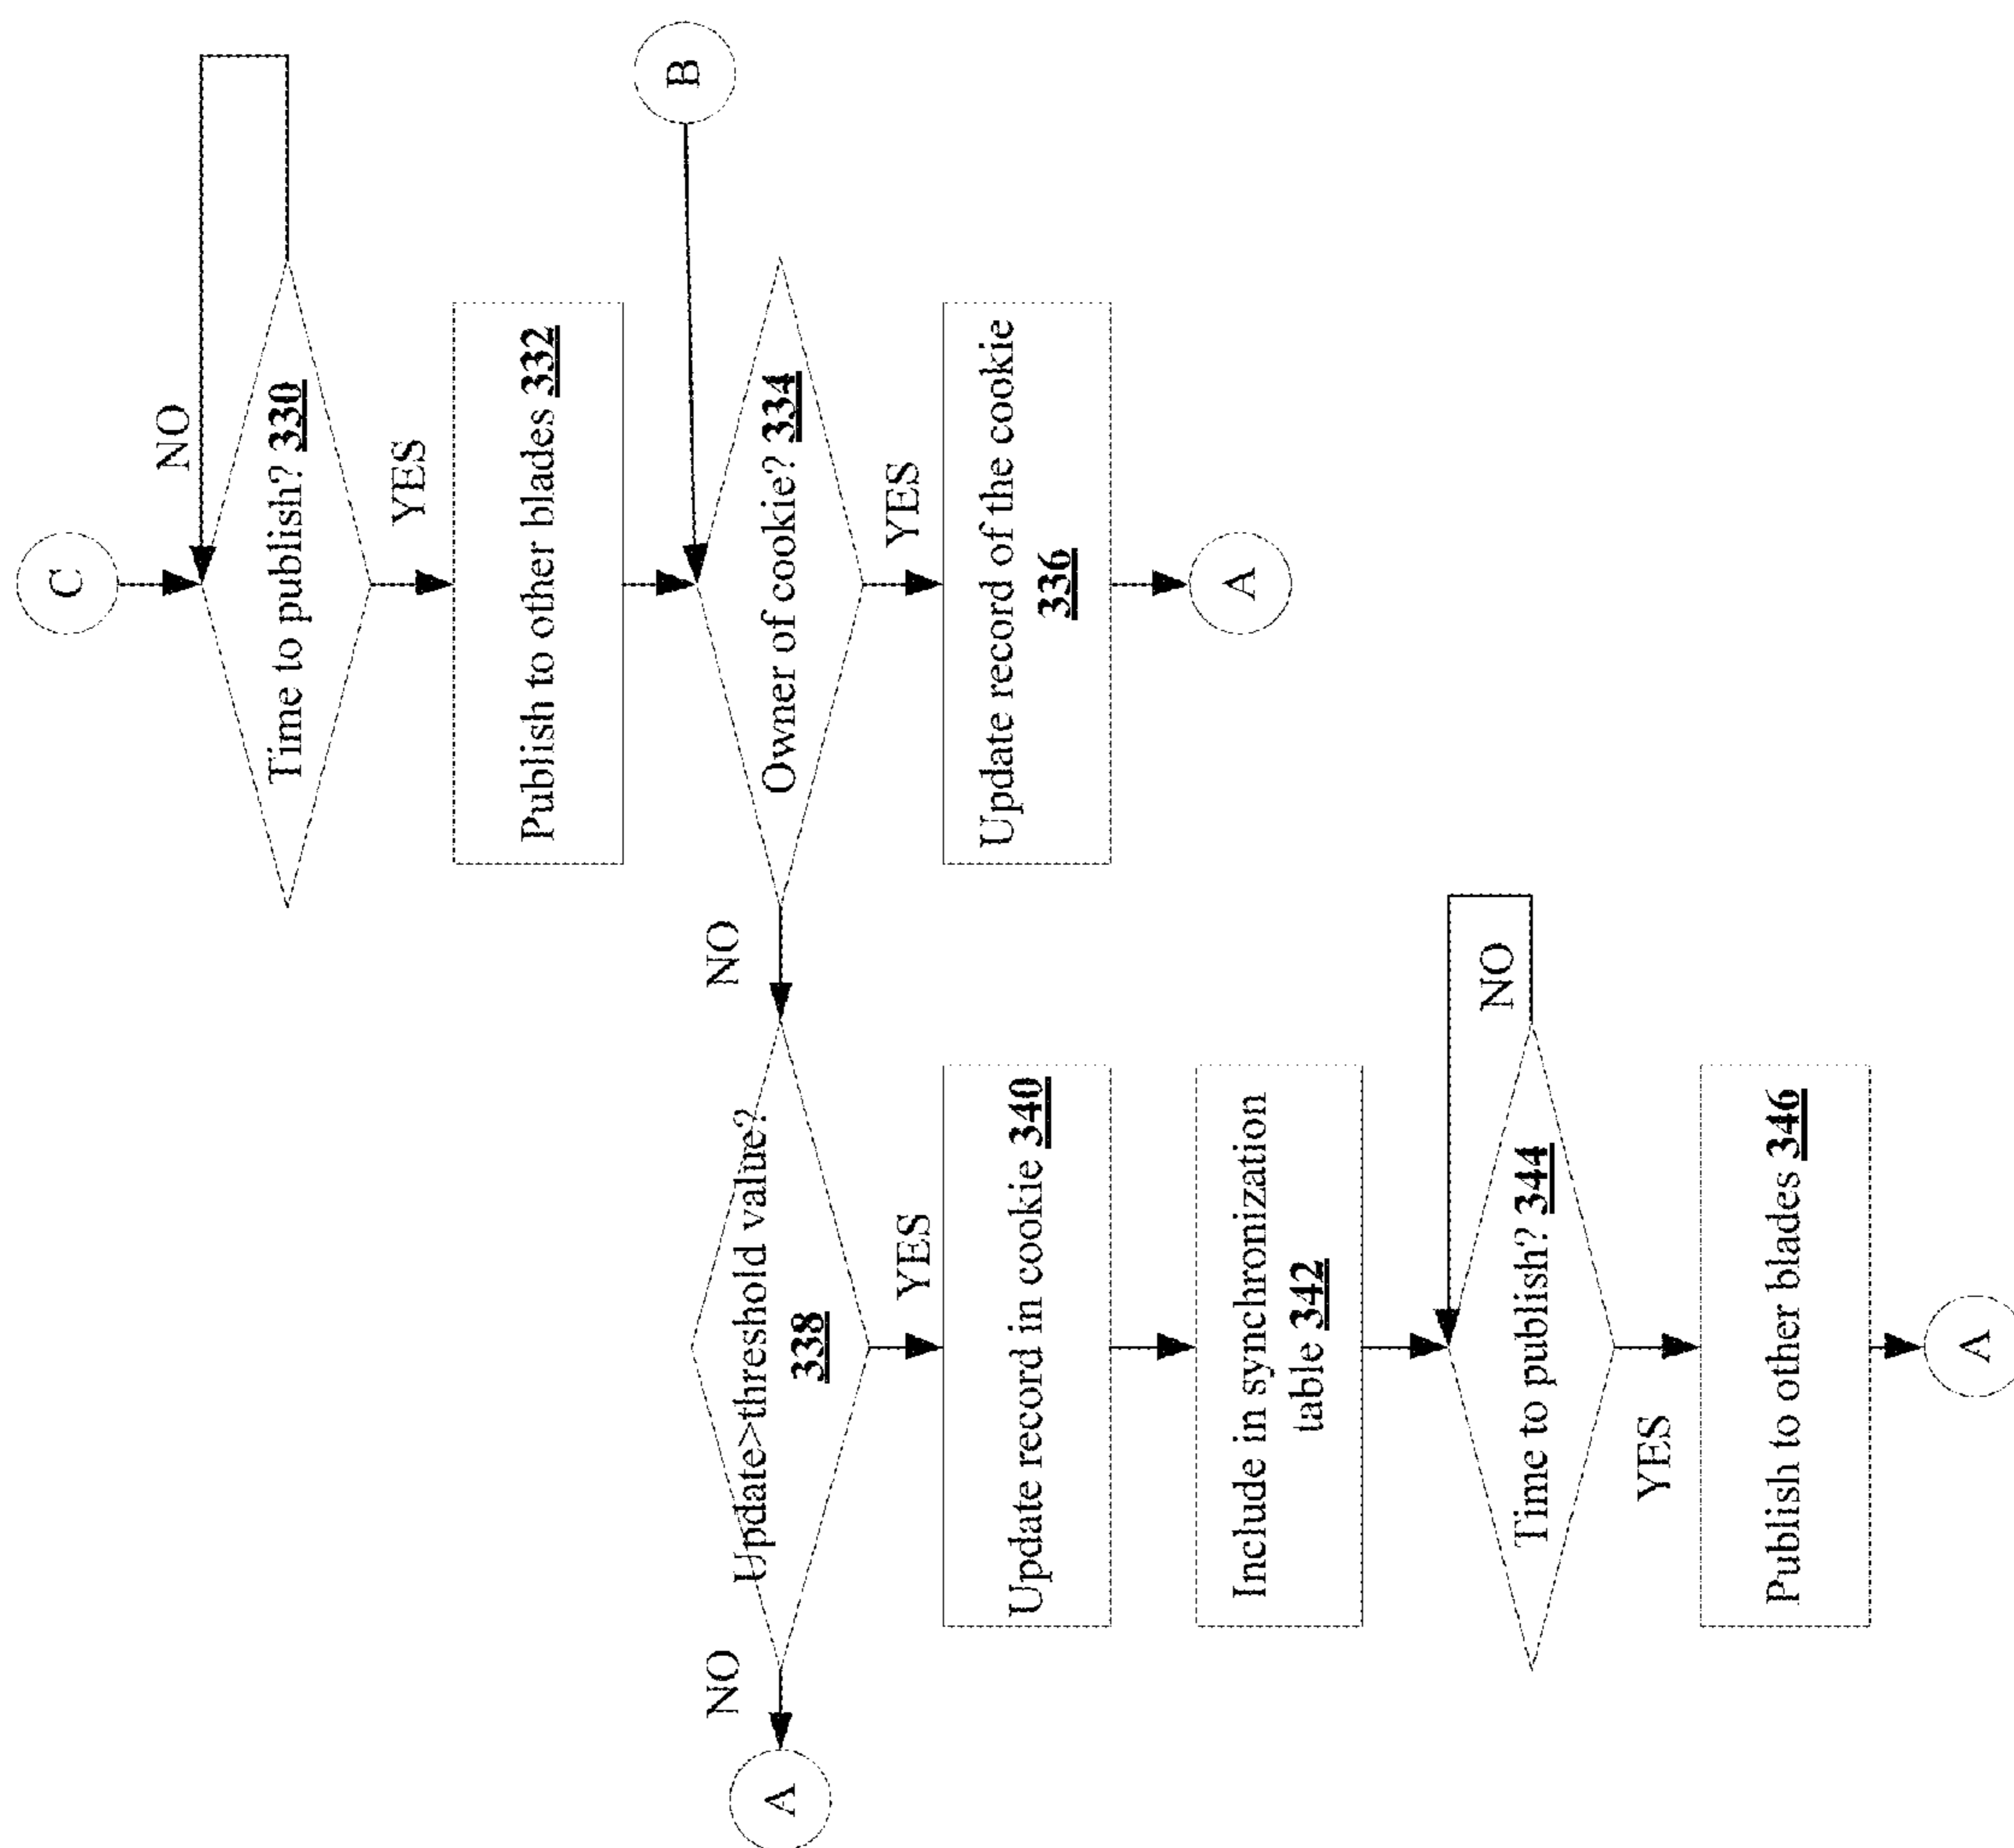 C
NO
Time to publish? 330
YES
Publish to other blades 332
B
Owner of cookie? 334
YES
Update record of the cookie
336
A
NO
Update>threshold value?
338
NO
A
YES
Update record in cookie 340
Include in synchronization
table 342
NO
Time to publish? 344
YES
Publish to other blades 346
A